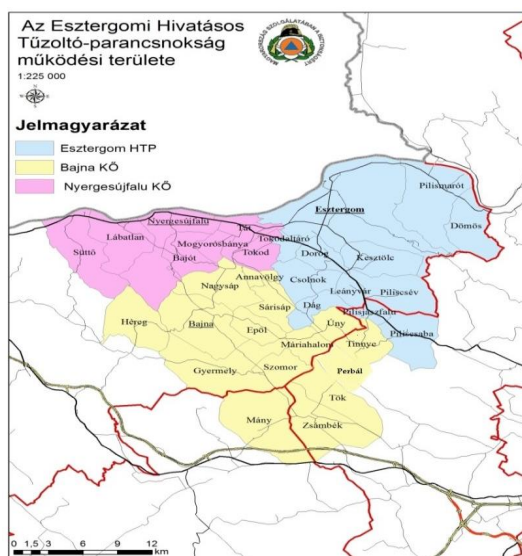 Az Esztergomi Hivatásos
Tűzoltó-parancsnokság
működési területe
1:225 000
Jelmagyarázat
Esztergom HTP
Bajna KŐ
Nyergesújfalu KŐ
Pilismarót
Esztergom
Dömös
Nyergesújfalu
Tát
Lábatlan
Tokodaltáró
Mogyorósbánya
Süttő
Bajót
Tokod
Dorog
Kesztölc
Annavölgy
Csolnok
Nagysáp
Leányvár
Piliscsév
Sárisáp
Dág
Pilisjászfalu
Héreg
Bajna
Epöl
Úny
Piliscsaba
Máriahalom
Tinnye
Gyermely
Szomor
Perbál
Tök
Mány
Zsámbék
0 1,5 3 6 9 12
km